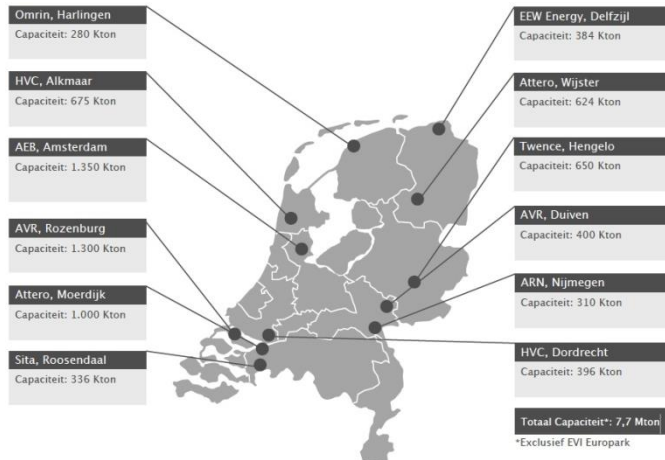 Omrin, Harlingen
Capaciteit: 280 Kton
HVC, Alkmaar
Capaciteit: 675 Kton
AEB, Amsterdam
Capaciteit: 1.350 Kton
AVR, Rozenburg
Capaciteit: 1.300 Kton
Attero, Moerdijk
Capaciteit: 1.000 Kton
Sita, Roosendaal
Capaciteit: 336 Kton
EEW Energy, Delfzijl
Capaciteit: 384 Kton
Attero, Wijster
Capaciteit: 624 Kton
Twence, Hengelo
Capaciteit: 650 Kton
AVR, Duiven
Capaciteit: 400 Kton
ARN, Nijmegen
Capaciteit: 310 Kton
HVC, Dordrecht
Capaciteit: 396 Kton
Totaal Capaciteit*: 7,7 Mton
*Exclusief EVI Europark